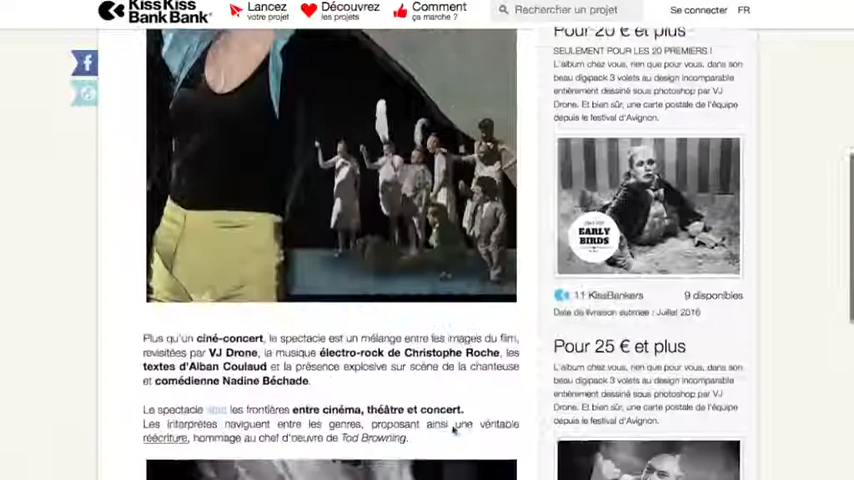 KissKiss
BankBank
Lancez
votre projet
Découvrez
les projets
Comment
ça marche ?
Rechercher un projet
Se connecter
FR
Pour 20 € et plus
SEULEMENT POUR LES 20 PREMIERS !
L'album chez vous, rien que pour vous, dans son
beau digipack 3 volets au design incomparable
entièrement dessiné sous photoshop par VJ
Drone. Et bien sûr, une carte postale de l'équipe
depuis le festival d'Avignon.
EARLY
BIRDS
11 KissBankers
9 disponibles
Date de livraison estimée : Juillet 2016
Plus qu'un ciné-concert, le spectacle est un mélange entre les images du film,
revisitées par VJ Drone, la musique électro-rock de Christophe Roche, les
textes d'Alban Coulaud et la présence explosive sur scène de la chanteuse
et comédienne Nadine Béchade.
Le spectacle les frontières entre cinéma, théâtre et concert.
Les interprètes naviguent entre les genres, proposant ainsi une véritable
réécriture, hommage au chef d'oeuvre de Tod Browning.
Pour 25 € et plus
L'album chez vous, rien que pour vous, dans son
beau digipack 3 volets au design incomparable
entièrement dessiné sous photoshop par VJ
Drone. Et bien sûr, une carte postale de l'équipe
depuis le festival d'Avignon.